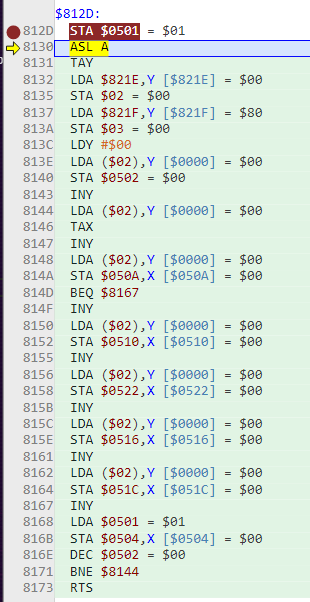 $812D:
812D STA $0501 = $01
8130 ASL A
8131 TAY
8132 LDA $821E,Y [$821E] = $00
8135 STA $02 = $00
8137 LDA $821F,Y [$821F] = $80
813A STA $03 = $00
813C LDY #$00
813E LDA ($02),Y [$0000] = $00
8140 STA $0502 = $00
8143 INY
8144 LDA ($02),Y [$0000] = $00
8146 TAX
8147 INY
8148 LDA ($02),Y [$0000] = $00
814A STA $050A,X [$050A] = $00
814D BEQ $8167
814F INY
8150 LDA ($02),Y [$0000] = $00
8152 STA $0510,X [$0510] = $00
8155 INY
8156 LDA ($02),Y [$0000] = $00
8158 STA $0522,X [$0522] = $00
815B INY
815C LDA ($02),Y [$0000] = $00
815E STA $0516,X [$0516] = $00
8161 INY
8162 LDA ($02),Y [$0000] = $00
8164 STA $051C,X [$051C] = $00
8167 INY
8168 LDA $0501 = $01
816B STA $0504,X [$0504] = $00
816E DEC $0502 = $00
8171 BNE $8144
8173 RTS